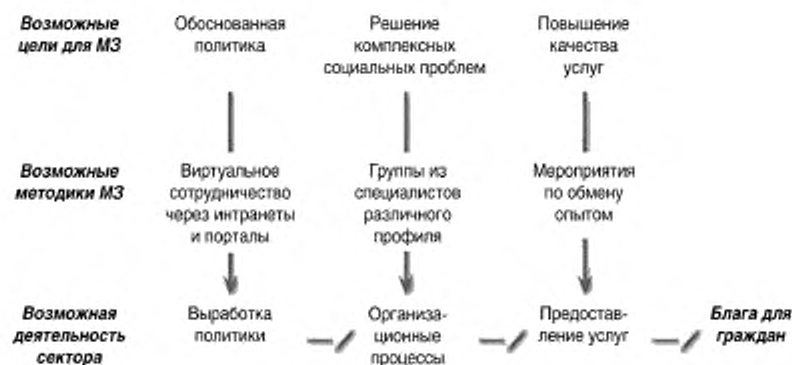 Возможные
цели для МЗ
Обоснованная
политика
Решение
комплексных
социальных проблем
Повышение
качества
услуг
Возможные
методики МЗ
Виртуальное
сотрудничество
через интранеты
и порталы
Группы из
специалистов
различного
профиля
Мероприятия
по обмену
опытом
Возможная
деятельность
сектора
Выработка
политики
Организа-
ционные
процессы
Предостав-
ление услуг
Блага для
граждан